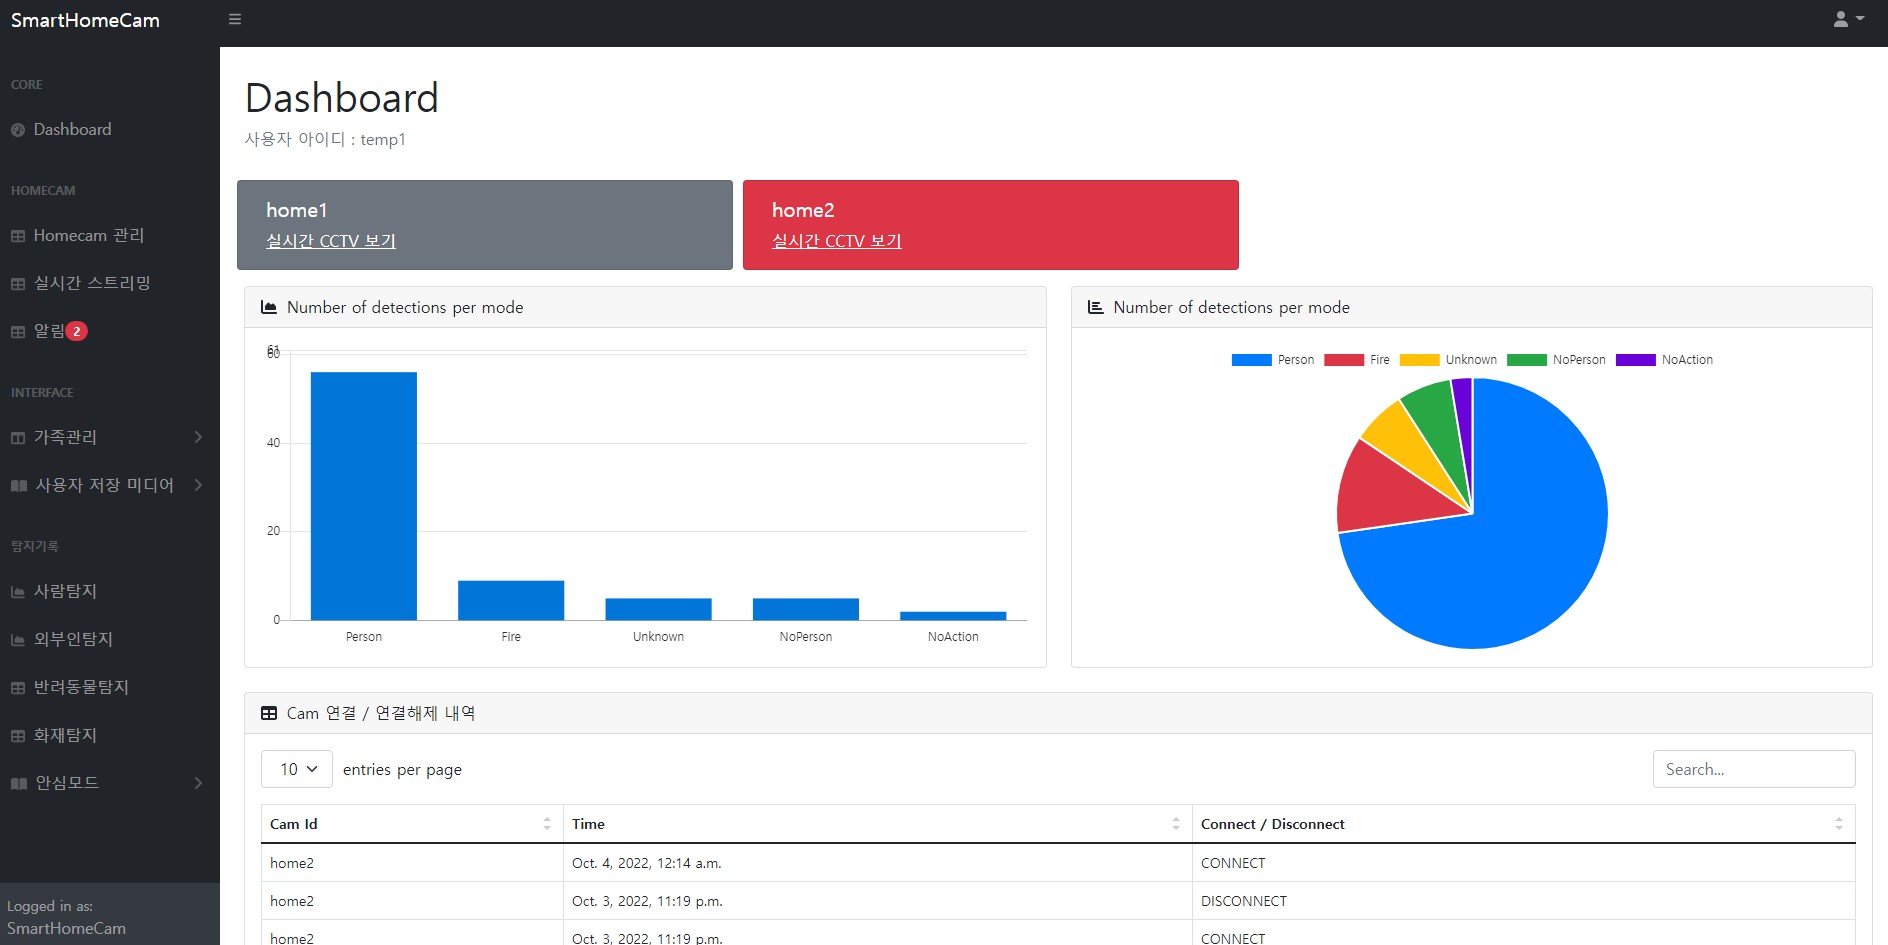 SmartHomeCam
CORE
Dashboard
HOMECAM
Homecam 관리
실시간 스트리밍
알림 2
INTERFACE
가족관리
사용자 저장 미디어
탐지기록
사람탐지
외부인탐지
반려동물탐지
화재탐지
안심모드
Logged in as:
SmartHomeCam
Dashboard
사용자 아이디 : temp1
home1
실시간 CCTV 보기
home2
실시간 CCTV 보기
Number of detections per mode
61
60
40
20
0
Person Fire Unknown NoPerson NoAction
Number of detections per mode
Person Fire Unknown NoPerson NoAction
Cam 연결 / 연결해제 내역
10 entries per page
Search...
Cam Id Time Connect / Disconnect
home2 Oct. 4, 2022, 12:14 a.m. CONNECT
home2 Oct. 3, 2022, 11:19 p.m. DISCONNECT
home2 Oct. 3, 2022, 11:19 p.m. CONNECT